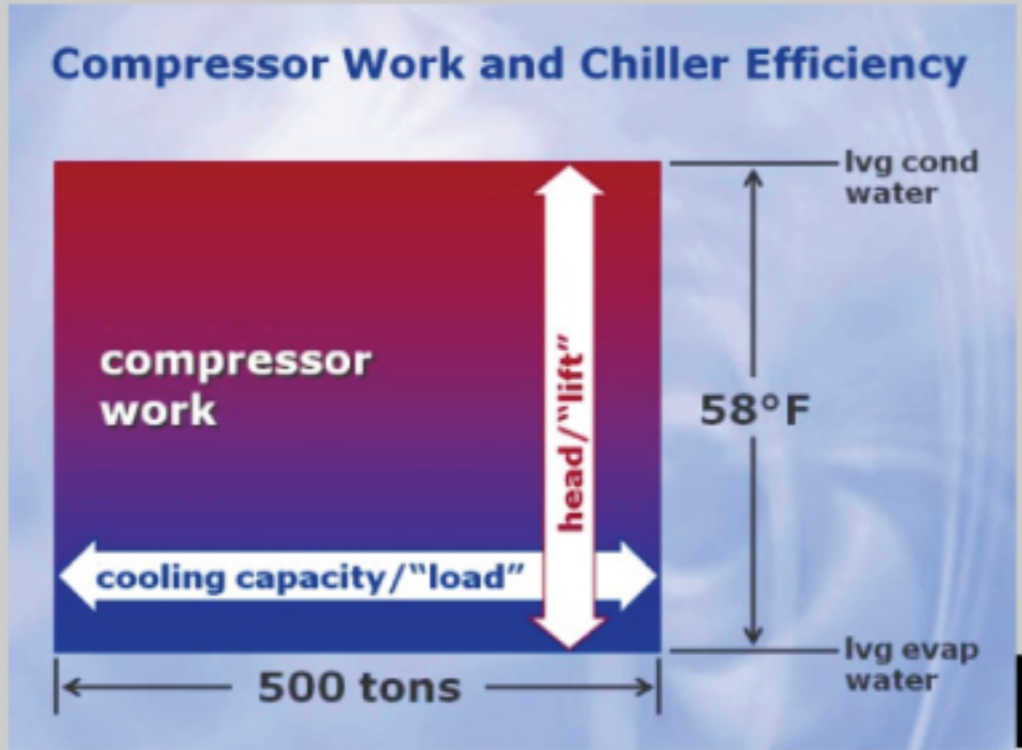 Compressor Work and Chiller Efficiency
lvg cond
water
compressor
work
head/“lift”
58°F
cooling capacity/“load”
lvg evap
water
500 tons